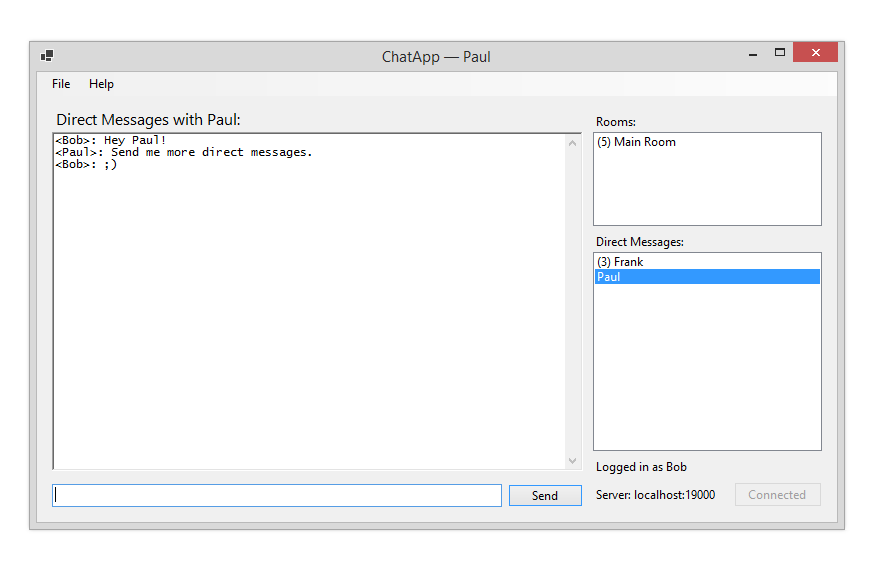 ChatApp — Paul
File Help
Direct Messages with Paul:
<Bob>: Hey Paul!
<Paul>: Send me more direct messages.
<Bob>: ;)
Send
Rooms:
(5) Main Room
Direct Messages:
(3) Frank
Paul
Logged in as Bob
Server: localhost:19000
Connected